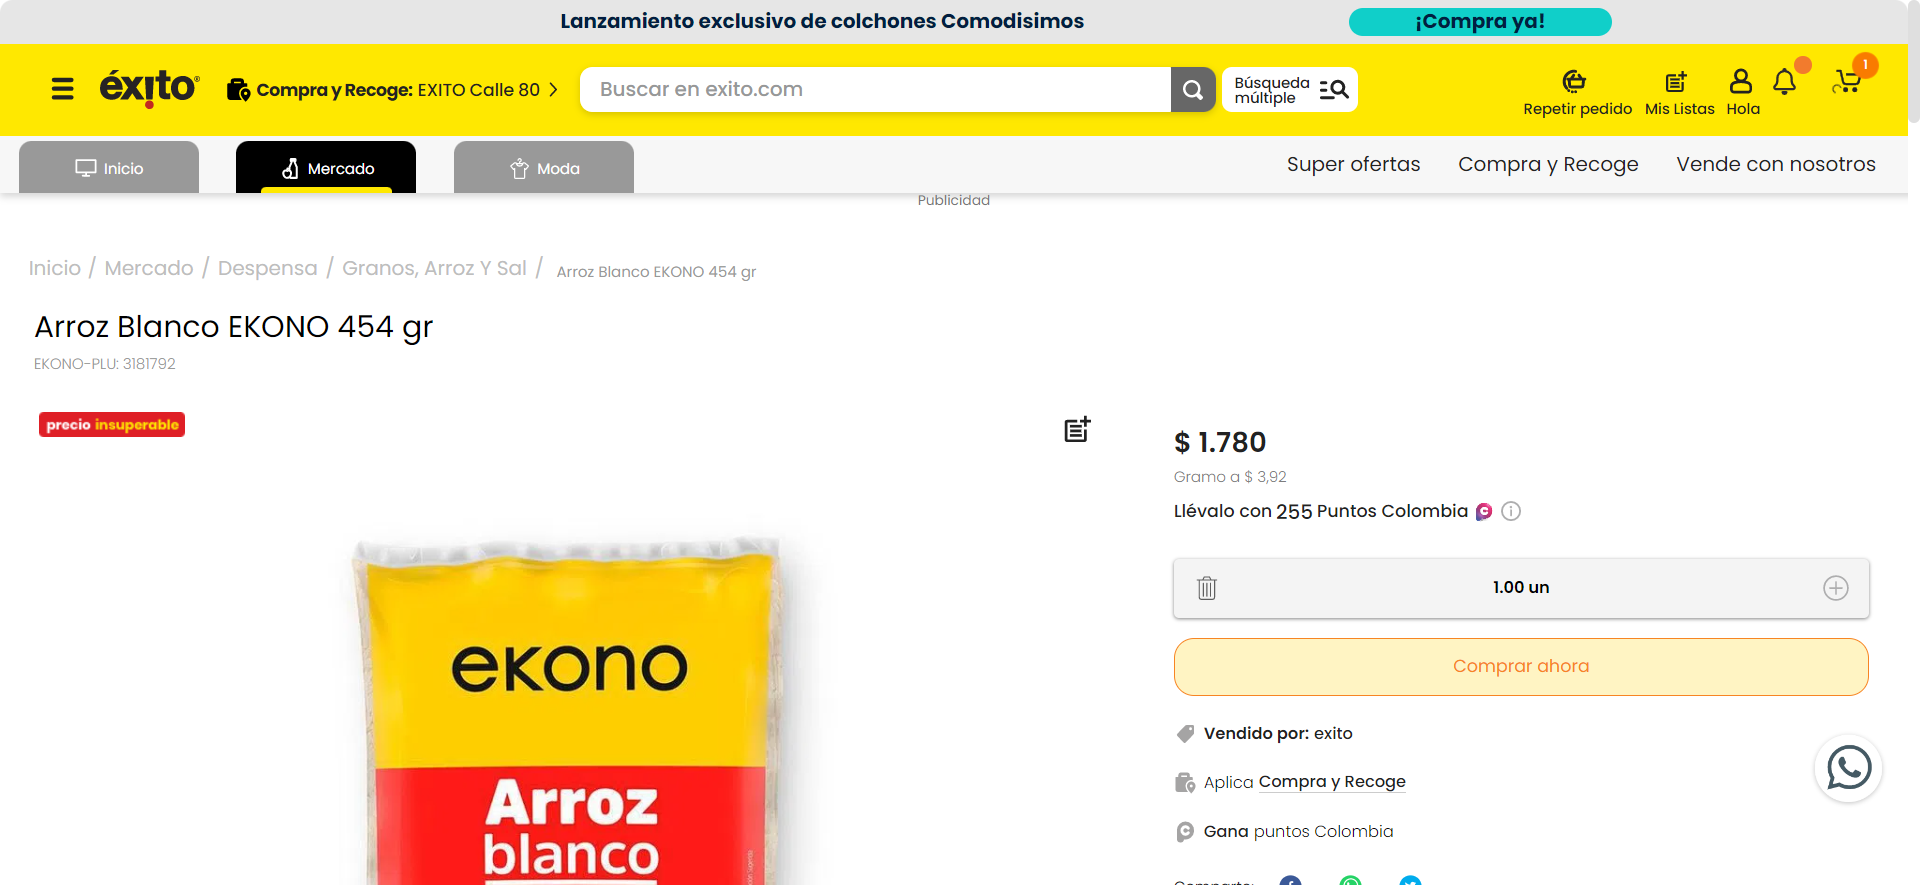 Lanzamiento exclusivo de colchones Comodisimos
¡Compra ya!
éxito
Compra y Recoge: EXITO Calle 80
Buscar en exito.com
Búsqueda
múltiple
Repetir pedido
Mis Listas
Hola
1
Inicio
Mercado
Moda
Super ofertas
Compra y Recoge
Vende con nosotros
Publicidad
Inicio / Mercado / Despensa / Granos, Arroz Y Sal / Arroz Blanco EKONO 454 gr
Arroz Blanco EKONO 454 gr
EKONO-PLU: 3181792
precio insuperable
$ 1.780
Gramo a $ 3,92
Llévalo con 255 Puntos Colombia
1.00 un
Comprar ahora
Vendido por: exito
Aplica Compra y Recoge
Gana puntos Colombia
ekono
Arroz
blanco